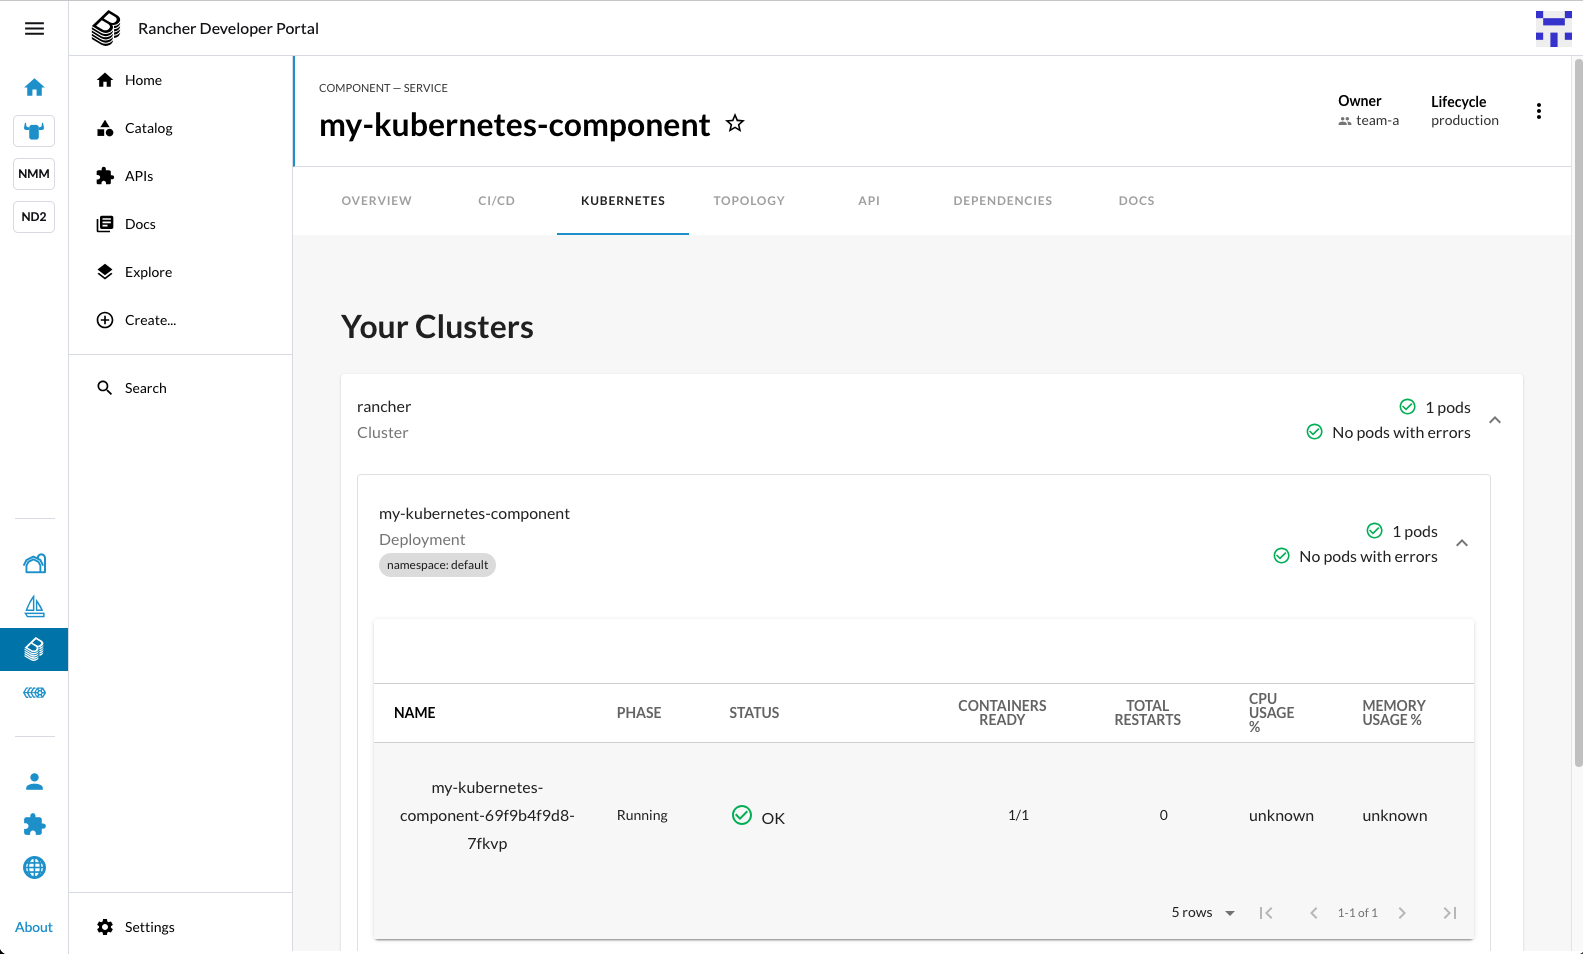 Rancher Developer Portal
NMM
ND2
About
Home
Catalog
APIs
Docs
Explore
Create...
Search
Settings
COMPONENT — SERVICE
my-kubernetes-component
Owner
team-a
Lifecycle
production
OVERVIEW
CI/CD
KUBERNETES
TOPOLOGY
API
DEPENDENCIES
DOCS
Your Clusters
rancher
Cluster
1 pods
No pods with errors
my-kubernetes-component
Deployment
namespace: default
1 pods
No pods with errors
NAME
PHASE
STATUS
CONTAINERS
READY
TOTAL
RESTARTS
CPU
USAGE
%
MEMORY
USAGE %
my-kubernetes-
component-69f9b4f9d8-
7fkvp
Running
OK
1/1
0
unknown
unknown
5 rows
1-1 of 1